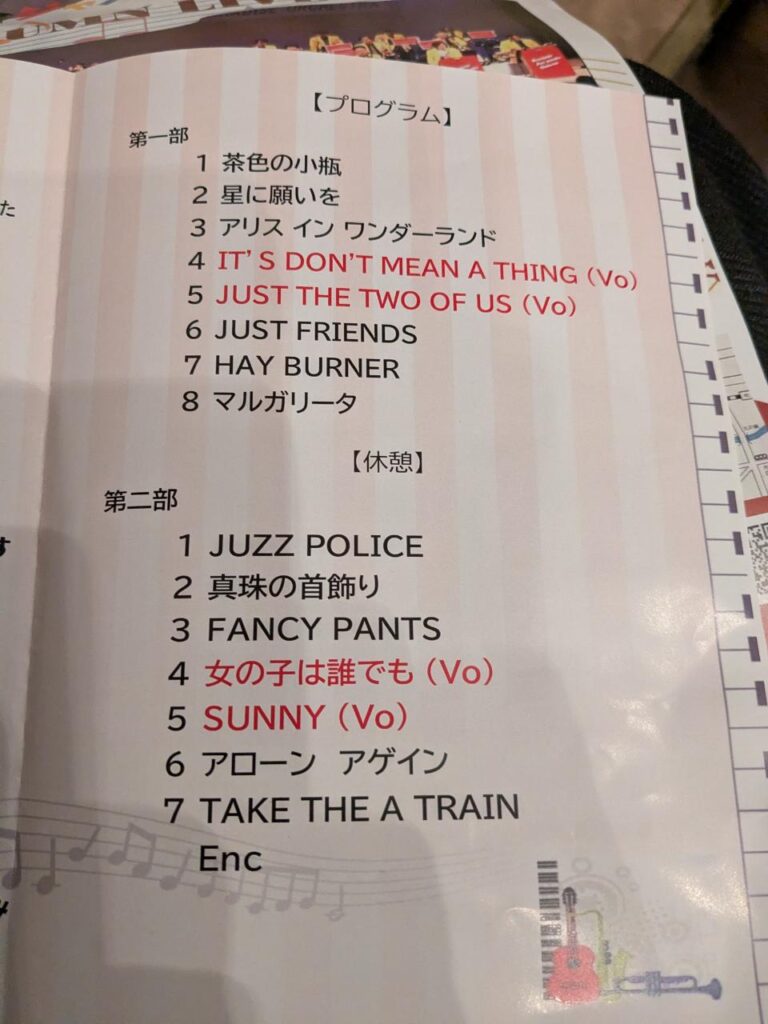 【プログラム】
第一部
1 茶色の小瓶
2 星に願いを
3 アリス イン ワンダーランド
4 IT'S DON'T MEAN A THING (Vo)
5 JUST THE TWO OF US (Vo)
6 JUST FRIENDS
7 HAY BURNER
8 マルガリータ
【休憩】
第二部
1 JUZZ POLICE
2 真珠の首飾り
3 FANCY PANTS
4 女の子は誰でも (Vo)
5 SUNNY (Vo)
6 アローン アゲイン
7 TAKE THE A TRAIN
Enc
た
す